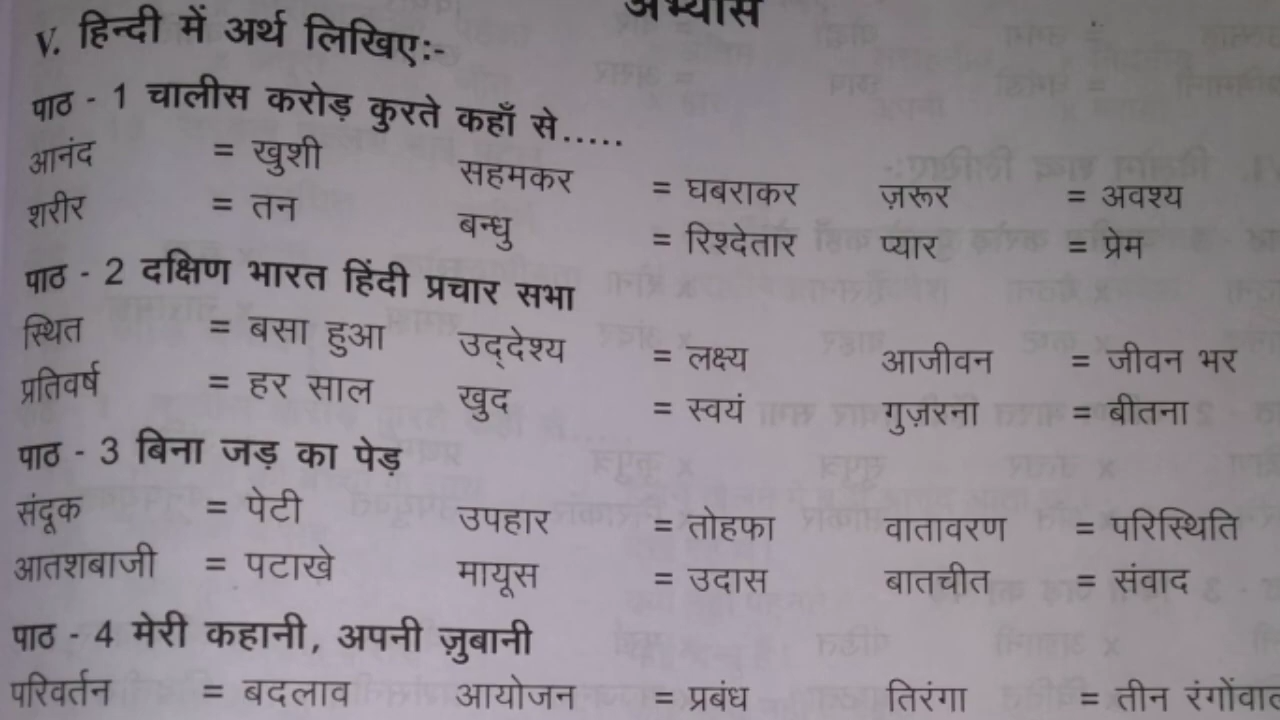 अभ्यास
V. हिन्दी में अर्थ लिखिए:-
पाठ - 1 चालीस करोड़ कुरते कहाँ से.....
आनंद = खुशी सहमकर = घबराकर ज़रूर = अवश्य
शरीर = तन बन्धु = रिश्देतार प्यार = प्रेम
पाठ - 2 दक्षिण भारत हिंदी प्रचार सभा
स्थित = बसा हुआ उद्देश्य = लक्ष्य आजीवन = जीवन भर
प्रतिवर्ष = हर साल खुद = स्वयं गुज़रना = बीतना
पाठ - 3 बिना जड़ का पेड़
संदूक = पेटी उपहार = तोहफा वातावरण = परिस्थिति
आतशबाजी = पटाखे मायूस = उदास बातचीत = संवाद
पाठ - 4 मेरी कहानी, अपनी ज़ुबानी
परिवर्तन = बदलाव आयोजन = प्रबंध तिरंगा = तीन